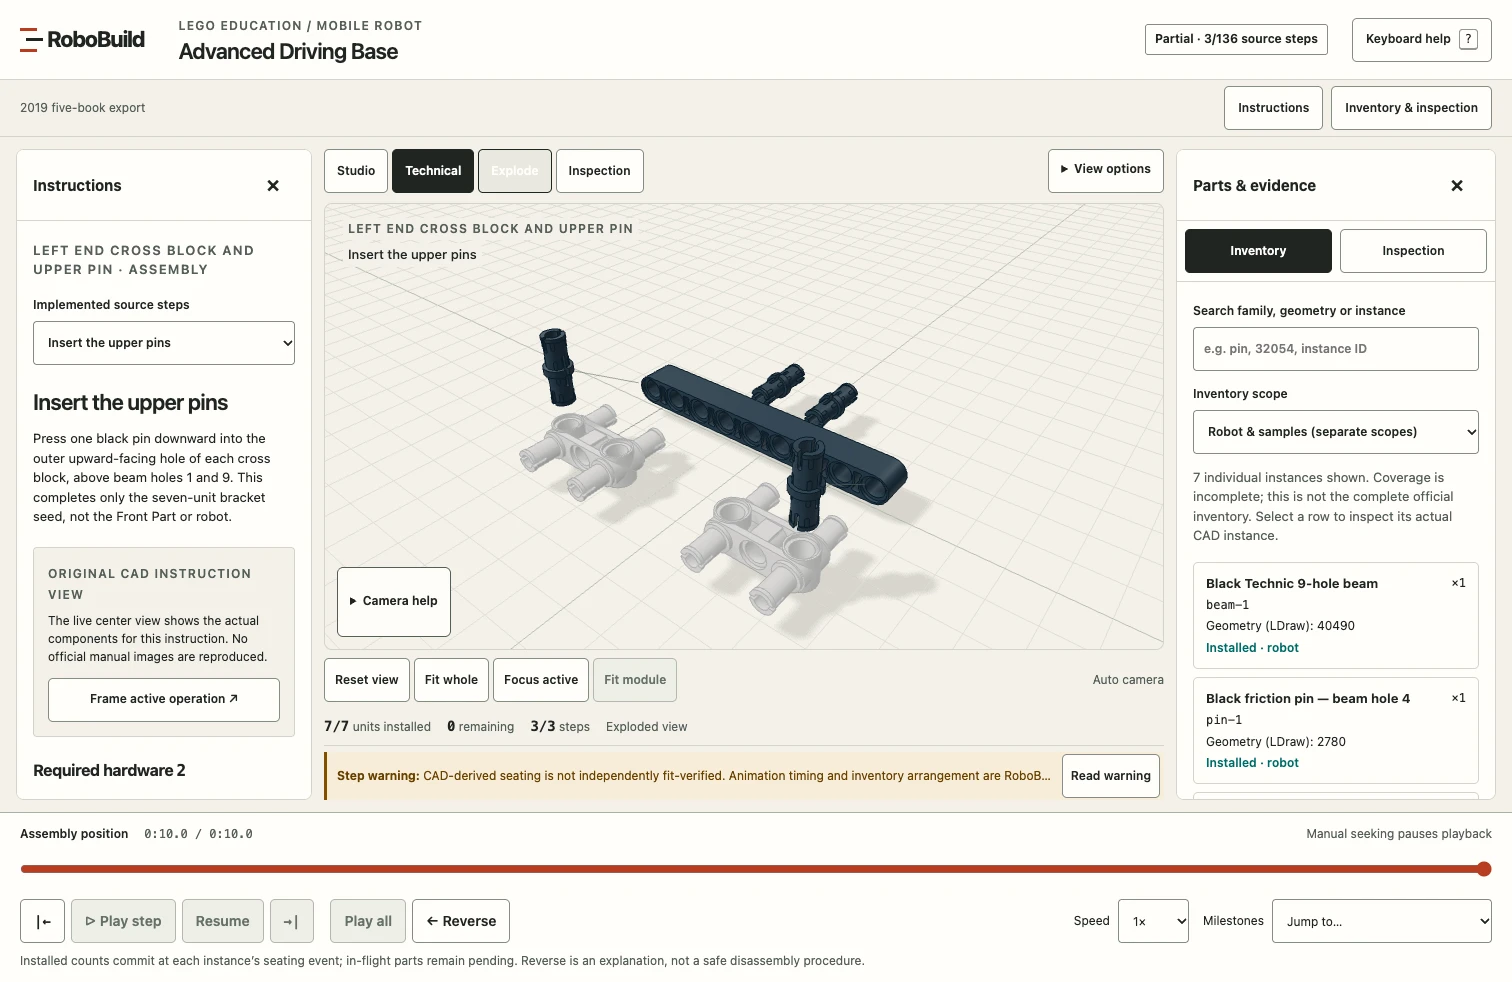 RoboBuild
LEGO EDUCATION / MOBILE ROBOT
Advanced Driving Base
Partial · 3/136 source steps
Keyboard help ?
2019 five-book export
Instructions
Inventory & inspection
Instructions
LEFT END CROSS BLOCK AND
UPPER PIN · ASSEMBLY
Implemented source steps
Insert the upper pins
Insert the upper pins
Press one black pin downward into the
outer upward-facing hole of each cross
block, above beam holes 1 and 9. This
completes only the seven-unit bracket
seed, not the Front Part or robot.
ORIGINAL CAD INSTRUCTION
VIEW
The live center view shows the actual
components for this instruction. No
official manual images are reproduced.
Frame active operation ↗
Required hardware 2
Studio
Technical
Explode
Inspection
View options
LEFT END CROSS BLOCK AND UPPER PIN
Insert the upper pins
Camera help
Reset view
Fit whole
Focus active
Fit module
Auto camera
7/7 units installed 0 remaining 3/3 steps Exploded view
Step warning: CAD-derived seating is not independently fit-verified. Animation timing and inventory arrangement are RoboB...
Read warning
Parts & evidence
Inventory
Inspection
Search family, geometry or instance
e.g. pin, 32054, instance ID
Inventory scope
Robot & samples (separate scopes)
7 individual instances shown. Coverage is
incomplete; this is not the complete official
inventory. Select a row to inspect its actual
CAD instance.
Black Technic 9-hole beam ×1
beam-1
Geometry (LDraw): 40490
Installed · robot
Black friction pin — beam hole 4 ×1
pin-1
Geometry (LDraw): 2780
Installed · robot
Assembly position 0:10.0 / 0:10.0
Manual seeking pauses playback
|← ▷ Play step Resume →| Play all ← Reverse
Speed 1× Milestones Jump to...
Installed counts commit at each instance's seating event; in-flight parts remain pending. Reverse is an explanation, not a safe disassembly procedure.